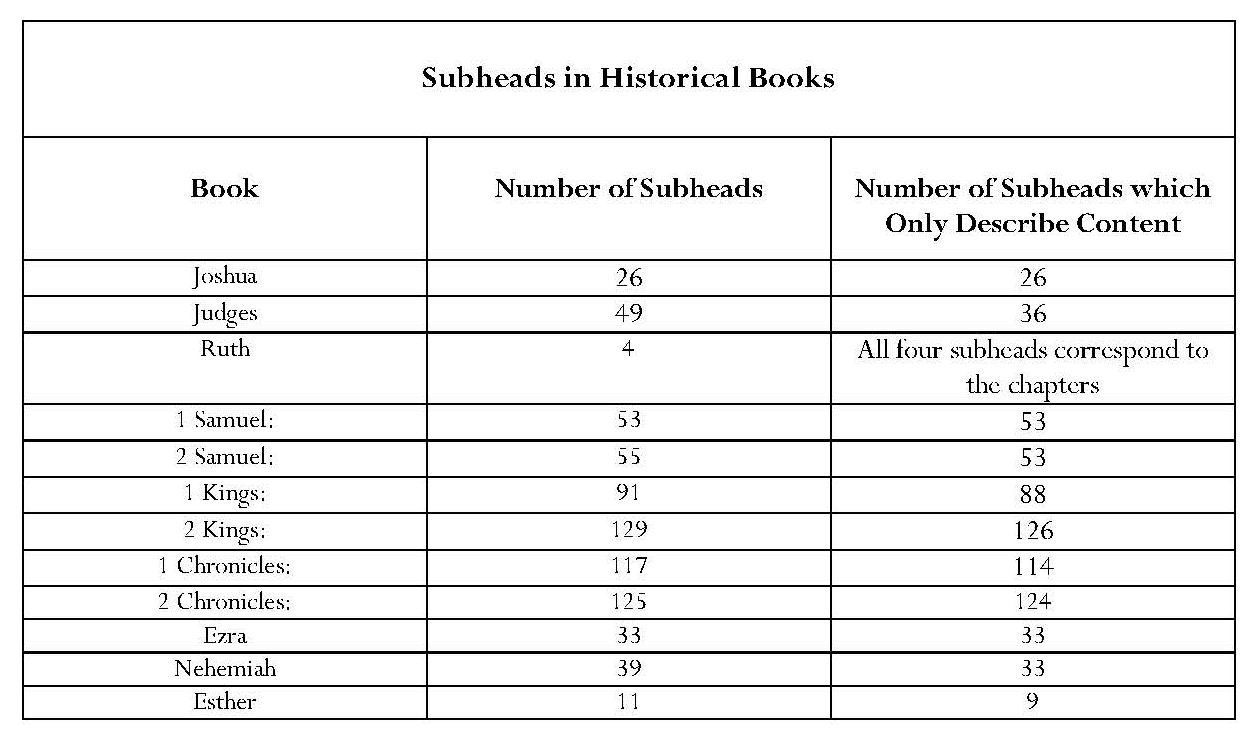 Subheads in Historical Books
Book Number of Subheads Number of Subheads which
Only Describe Content
Joshua 26 26
Judges 49 36
Ruth 4 All four subheads correspond to
the chapters
1 Samuel: 53 53
2 Samuel: 55 53
1 Kings: 91 88
2 Kings: 129 126
1 Chronicles: 117 114
2 Chronicles: 125 124
Ezra 33 33
Nehemiah 39 33
Esther 11 9